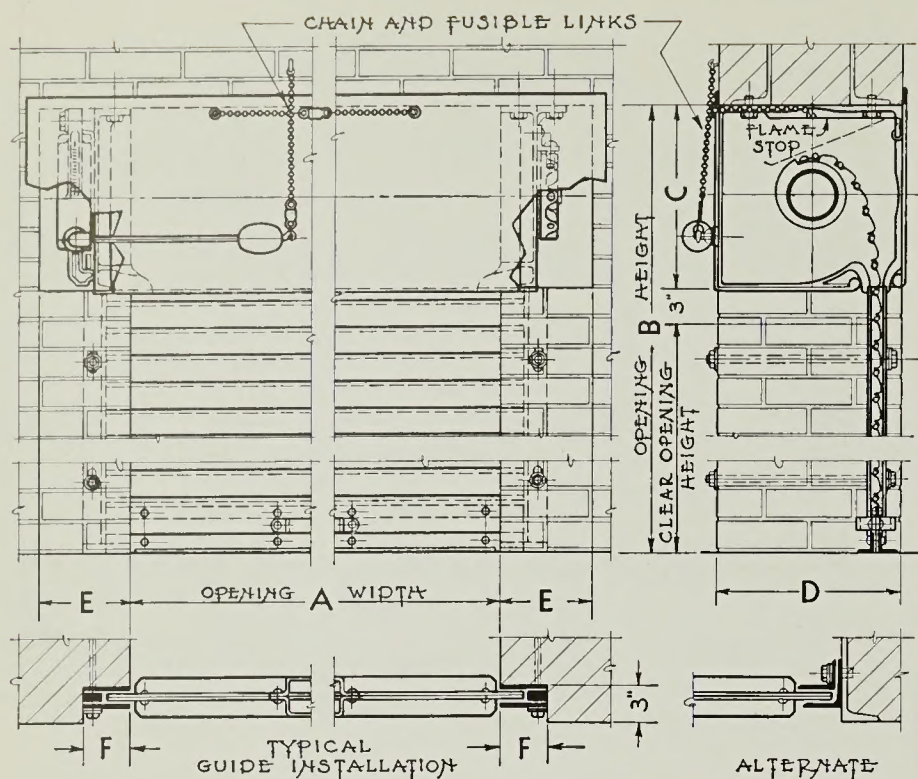 CHAIN AND FUSIBLE LINKS
FLAME
STOP
C
3"
OPENING B HEIGHT
CLEAR OPENING
HEIGHT
E
OPENING A WIDTH
E
D
3"
F
TYPICAL
GUIDE INSTALLATION
F
ALTERNATE